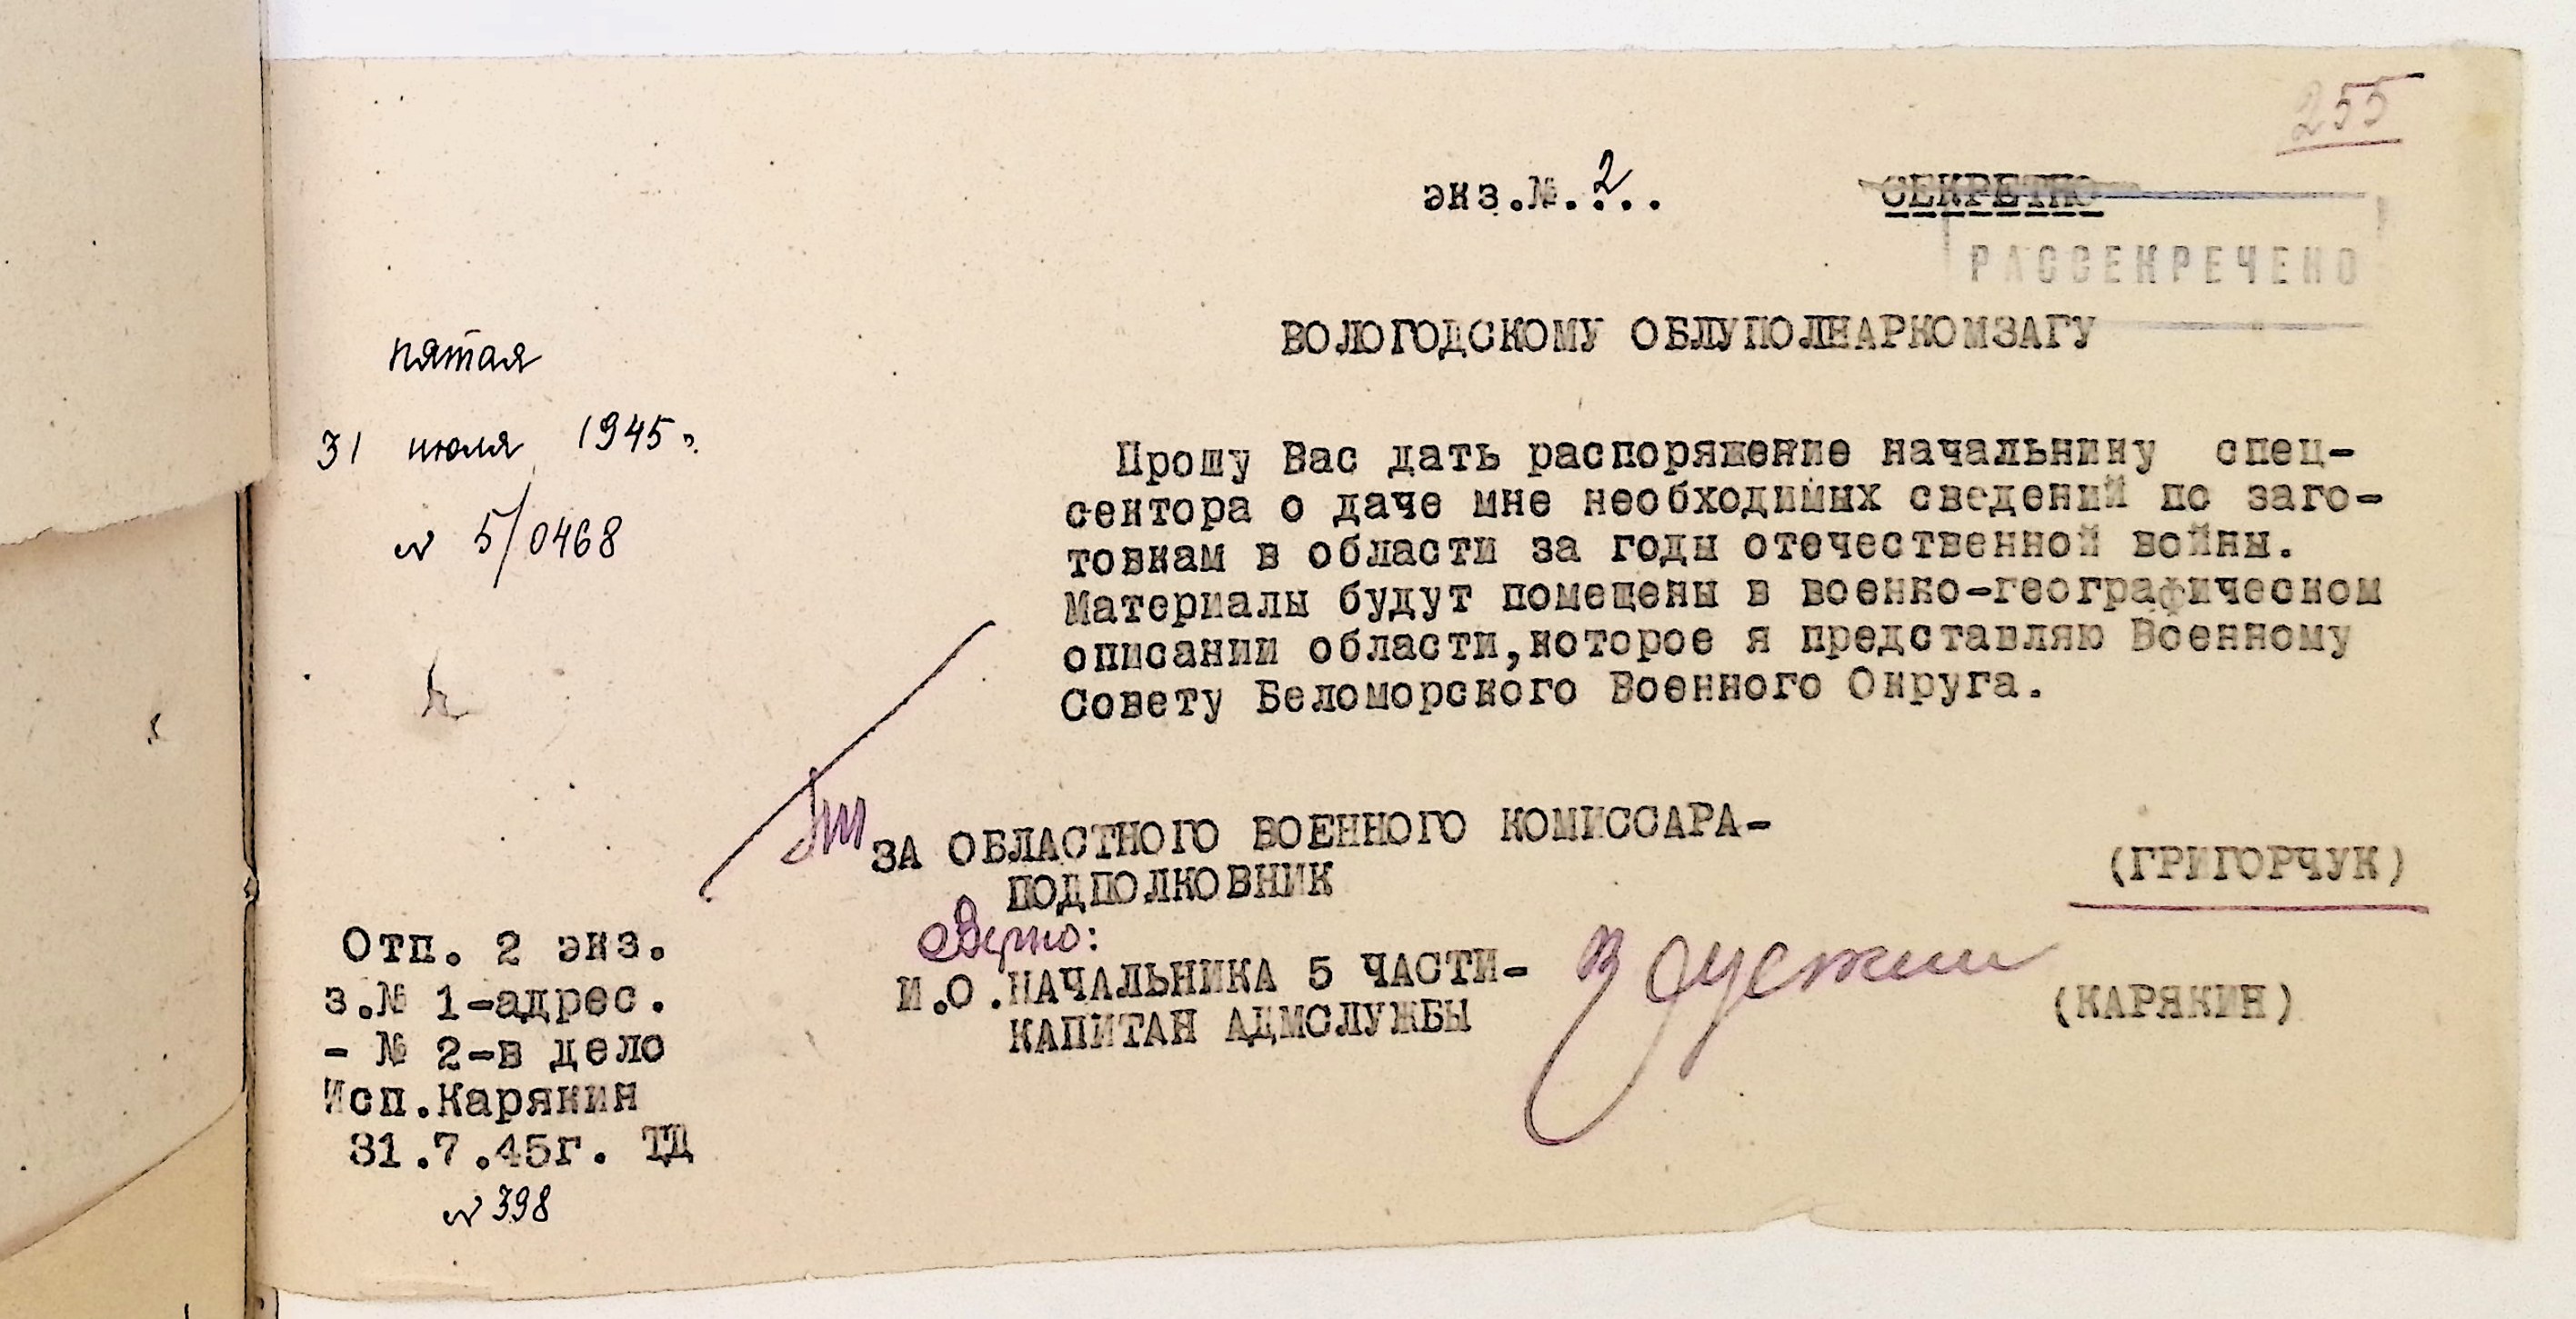 255
экз.№.2..
СЕКРЕТНО
РАССЕКРЕЧЕНО
ВОЛОГОДСКОМУ ОБЛУПОЛНАРКОМЗАГУ
пятая
31 июля 1945 г.
№ 5/0468
Прошу Вас дать распоряжение начальнику спец-
сектора о даче мне необходимых сведений по заго-
товкам в области за годы отечественной войны.
Материалы будут помещены в военно-географическом
описании области,которое я представляю Военному
Совету Беломорского Военного Округа.
ЗА ОБЛАСТНОГО ВОЕННОГО КОМИССАРА-
ПОДПОЛКОВНИК
(ГРИГОРЧУК)
Верно:
И.О.НАЧАЛЬНИКА 5 ЧАСТИ-
КАПИТАН АДМСЛУЖБЫ
(КАРЯКИН)
Отп. 2 экз.
з.№ 1-адрес.
- № 2-в дело
Исп.Карякин
31.7.45г. ТД
№ 398